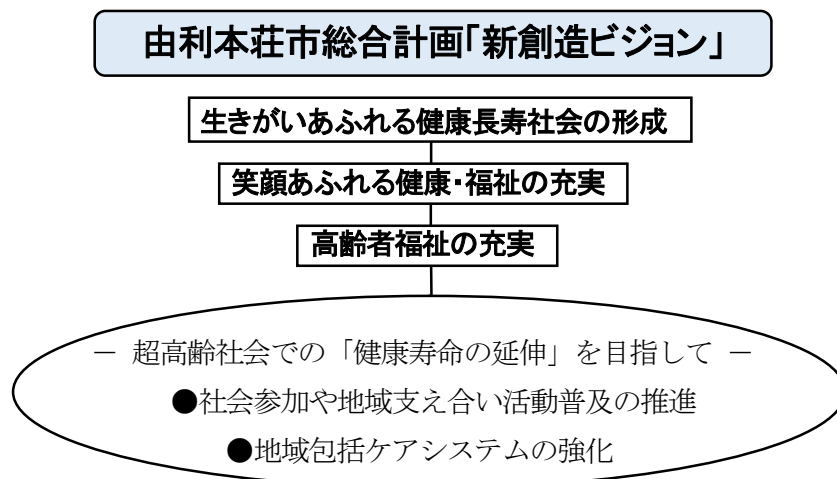 由利本荘市総合計画「新創造ビジョン」
生きがいあふれる健康長寿社会の形成
笑顔あふれる健康・福祉の充実
高齢者福祉の充実
－ 超高齢社会での「健康寿命の延伸」を目指して －
●社会参加や地域支え合い活動普及の推進
●地域包括ケアシステムの強化